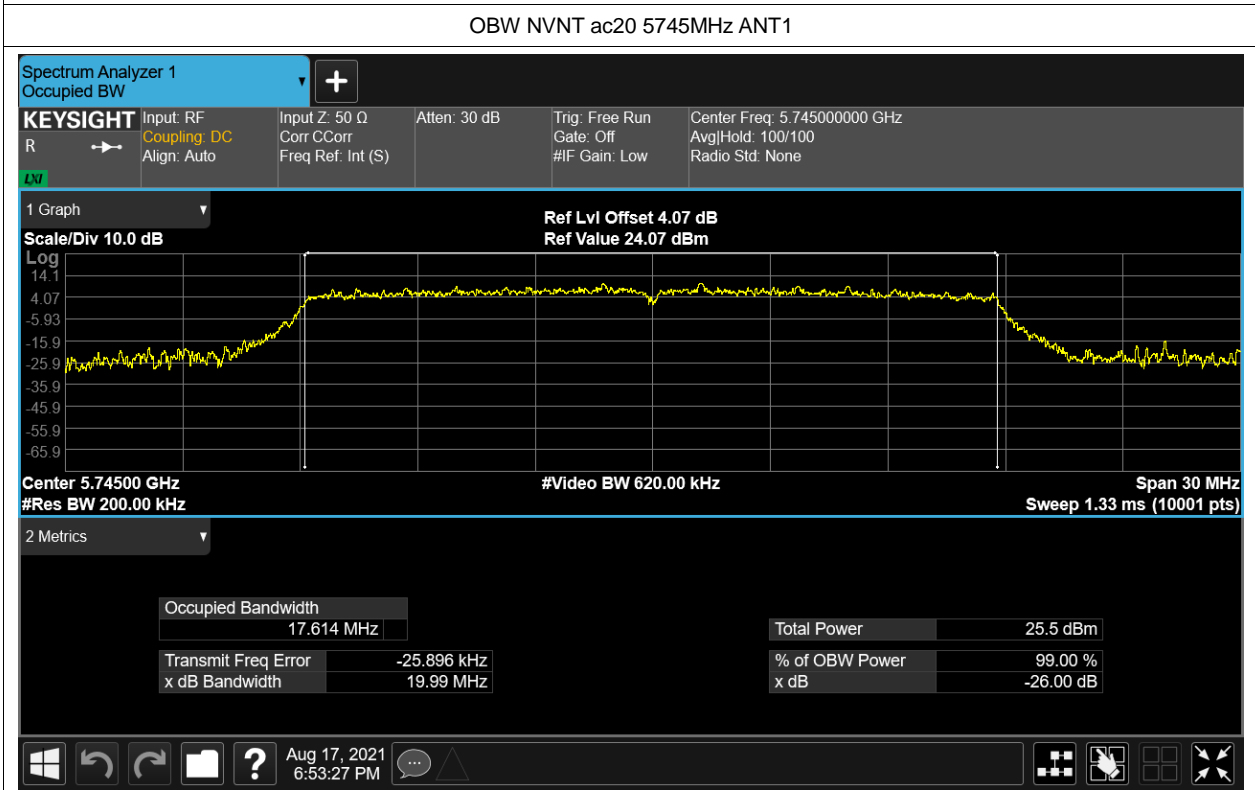 OBW NVNT ac20 5745MHz ANT1
Spectrum Analyzer 1
Occupied BW
KEYSIGHT
R
LXI
Input: RF
Coupling: DC
Align: Auto
Input Z: 50 Ω
Corr CCorr
Freq Ref: Int (S)
Atten: 30 dB
Trig: Free Run
Gate: Off
#IF Gain: Low
Center Freq: 5.745000000 GHz
Avg|Hold: 100/100
Radio Std: None
1 Graph
Ref Lvl Offset 4.07 dB
Scale/Div 10.0 dB
Ref Value 24.07 dBm
Log
14.1
4.07
-5.93
-15.9
-25.9
-35.9
-45.9
-55.9
-65.9
Center 5.74500 GHz
#Video BW 620.00 kHz
Span 30 MHz
#Res BW 200.00 kHz
Sweep 1.33 ms (10001 pts)
2 Metrics
Occupied Bandwidth
17.614 MHz
Total Power 25.5 dBm
Transmit Freq Error -25.896 kHz
% of OBW Power 99.00 %
x dB Bandwidth 19.99 MHz
x dB -26.00 dB
?
Aug 17, 2021
6:53:27 PM